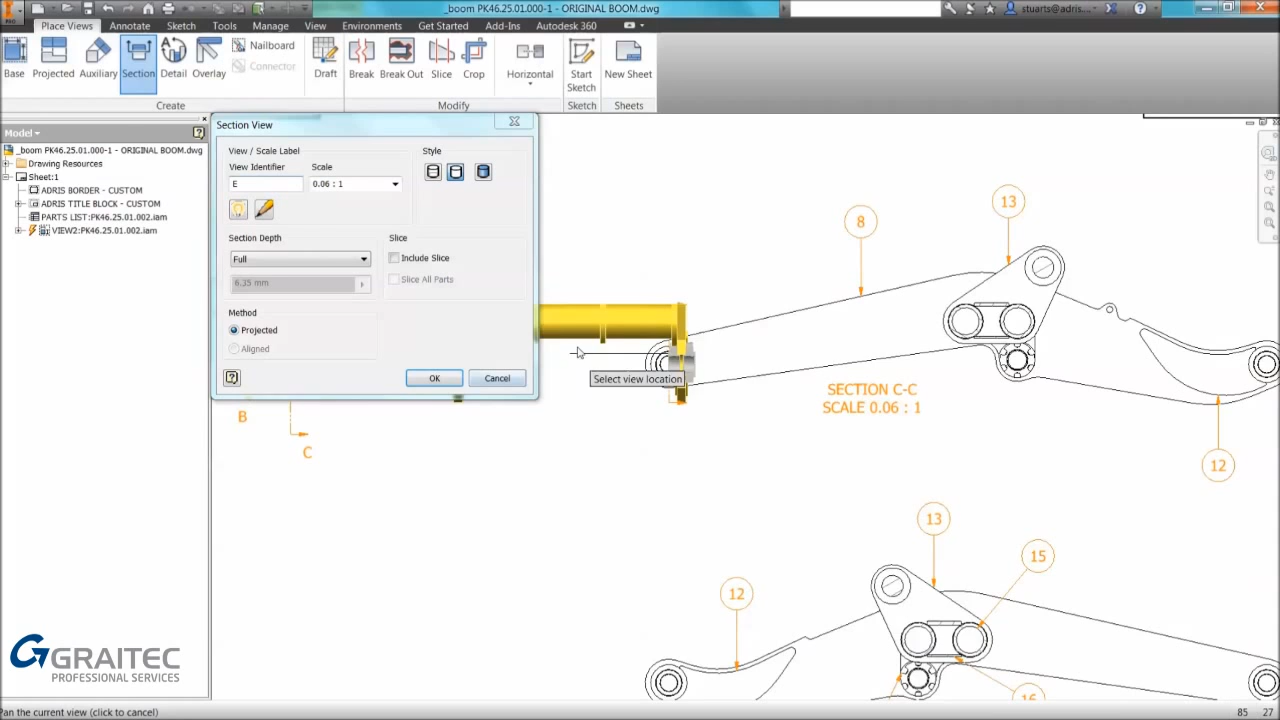 _boom PK46.25.01.000-1 - ORIGINAL BOOM.dwg
stuarts@adris...
PRO
Place Views Annotate Sketch Tools Manage View Environments Get Started Add-Ins Autodesk 360
Base Projected Auxiliary Section Detail Overlay
Nailboard
Connector
Draft Break Break Out Slice Crop Horizontal
Start Sketch
New Sheet
Create Modify Sketch Sheets
Model
_boom PK46.25.01.000-1 - ORIGINAL BOOM.dwg
Drawing Resources
Sheet:1
ADRIS BORDER - CUSTOM
ADRIS TITLE BLOCK - CUSTOM
PARTS LIST:PK46.25.01.002.iam
VIEW2:PK46.25.01.002.iam
Section View
View / Scale Label
Style
View Identifier
Scale
E
0.06 : 1
Section Depth
Slice
Full
Include Slice
6.35 mm
Slice All Parts
Method
Projected
Aligned
OK
Cancel
Select view location
8
13
SECTION C-C
SCALE 0.06 : 1
B
C
12
13
15
12
16
GRAITEC
PROFESSIONAL SERVICES
Pan the current view (click to cancel)
85 27